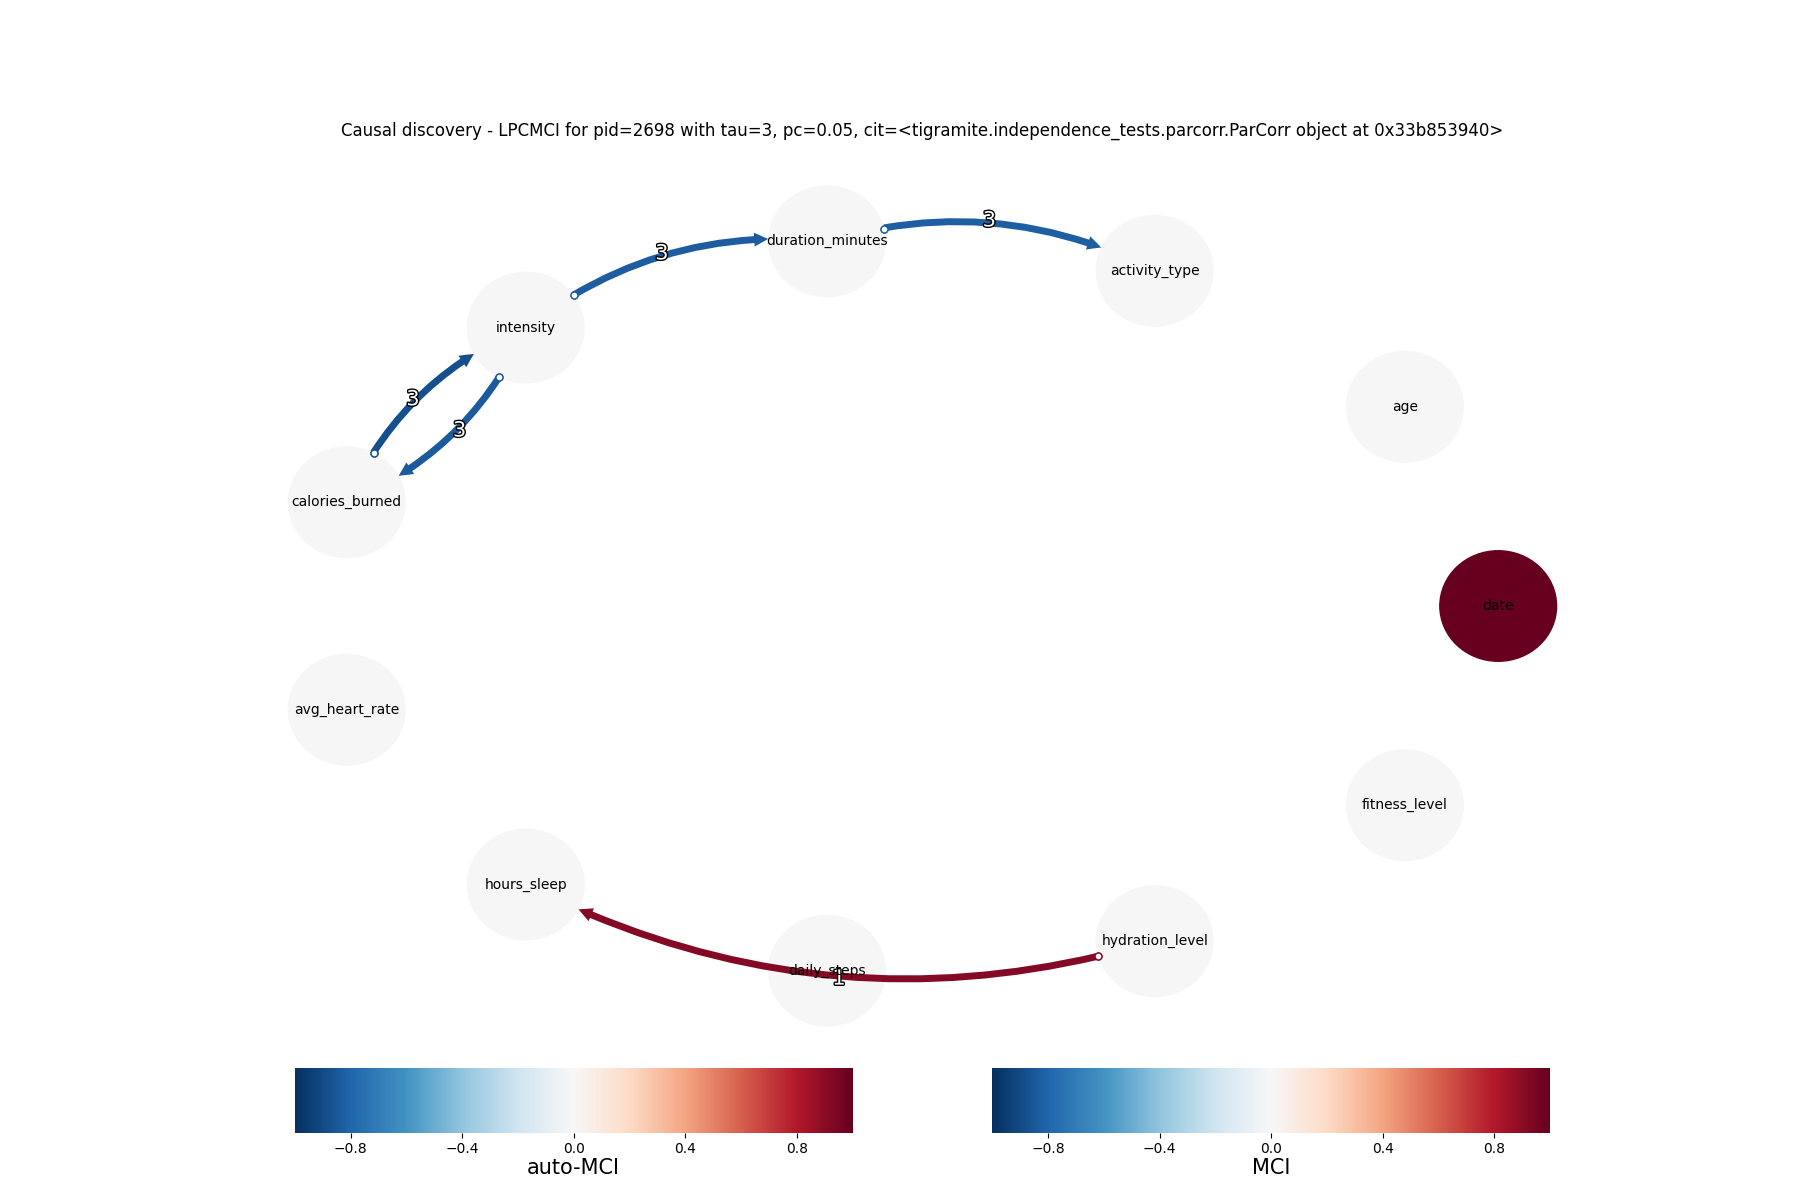 Causal discovery - LPCMCI for pid=2698 with tau=3, pc=0.05, cit=<tigramite.independence_tests.parcorr.ParCorr object at 0x33b853940>
3
duration_minutes
3
activity_type
intensity
3
3
age
calories_burned
date
avg_heart_rate
fitness_level
hours_sleep
hydration_level
daily_steps
1
−0.8 −0.4 0.0 0.4 0.8
auto-MCI
−0.8 −0.4 0.0 0.4 0.8
MCI